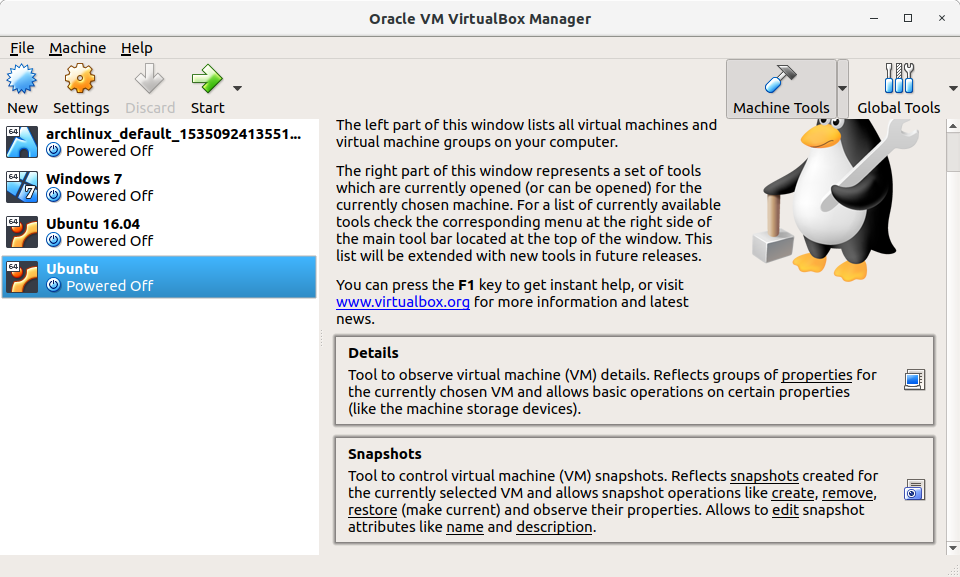 Oracle VM VirtualBox Manager
File Machine Help
New Settings Discard Start Machine Tools Global Tools
64 archlinux_default_1535092413551...
Powered Off
64 Windows 7
7 Powered Off
64 Ubuntu 16.04
Powered Off
64 Ubuntu
Powered Off
The left part of this window lists all virtual machines and
virtual machine groups on your computer.
The right part of this window represents a set of tools
which are currently opened (or can be opened) for the
currently chosen machine. For a list of currently available
tools check the corresponding menu at the right side of
the main tool bar located at the top of the window. This
list will be extended with new tools in future releases.
You can press the F1 key to get instant help, or visit
www.virtualbox.org for more information and latest
news.
Details
Tool to observe virtual machine (VM) details. Reflects groups of properties for
the currently chosen VM and allows basic operations on certain properties
(like the machine storage devices).
Snapshots
Tool to control virtual machine (VM) snapshots. Reflects snapshots created for
the currently selected VM and allows snapshot operations like create, remove,
restore (make current) and observe their properties. Allows to edit snapshot
attributes like name and description.